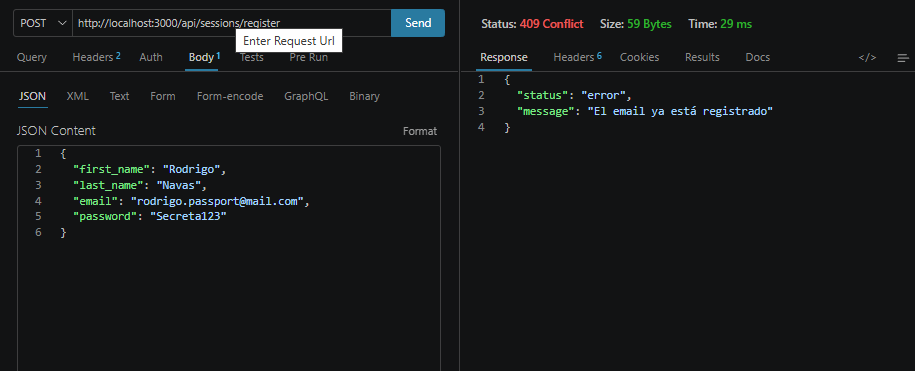 POST http://localhost:3000/api/sessions/register Send
Enter Request Url
Query Headers 2 Auth Body 1 Tests Pre Run
JSON XML Text Form Form-encode GraphQL Binary
JSON Content Format
1 {
2 "first_name": "Rodrigo",
3 "last_name": "Navas",
4 "email": "rodrigo.passport@mail.com",
5 "password": "Secreta123"
6 }
Status: 409 Conflict Size: 59 Bytes Time: 29 ms
Response Headers 6 Cookies Results Docs </>
1 {
2 "status": "error",
3 "message": "El email ya está registrado"
4 }